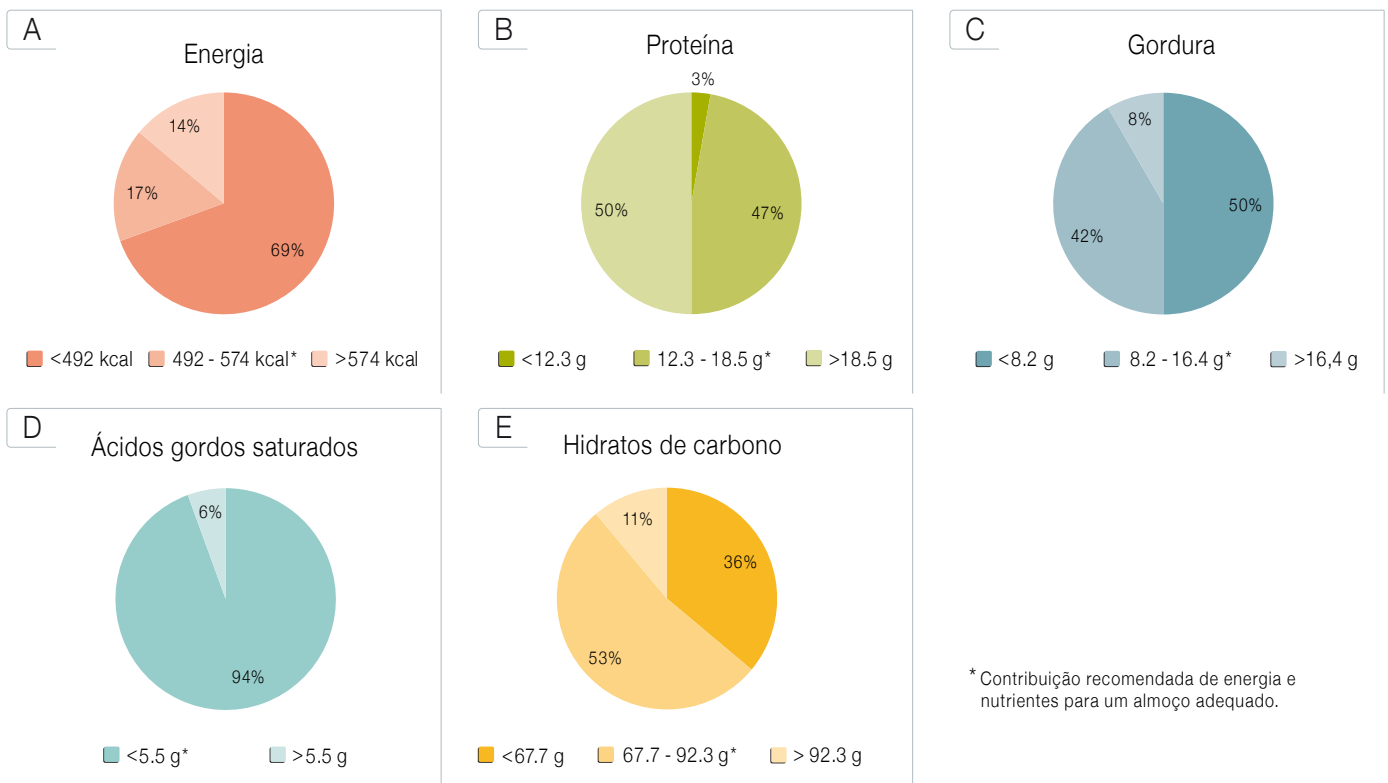 A
Energia
14%
17%
69%
<492 kcal 492 - 574 kcal* >574 kcal
B
Proteína
3%
50%
47%
<12.3 g 12.3 - 18.5 g* >18.5 g
C
Gordura
8%
50%
42%
<8.2 g 8.2 - 16.4 g* >16,4 g
D
Ácidos gordos saturados
6%
94%
<5.5 g* >5.5 g
E
Hidratos de carbono
11%
36%
53%
<67.7 g 67.7 - 92.3 g* > 92.3 g
* Contribuição recomendada de energia e
nutrientes para um almoço adequado.